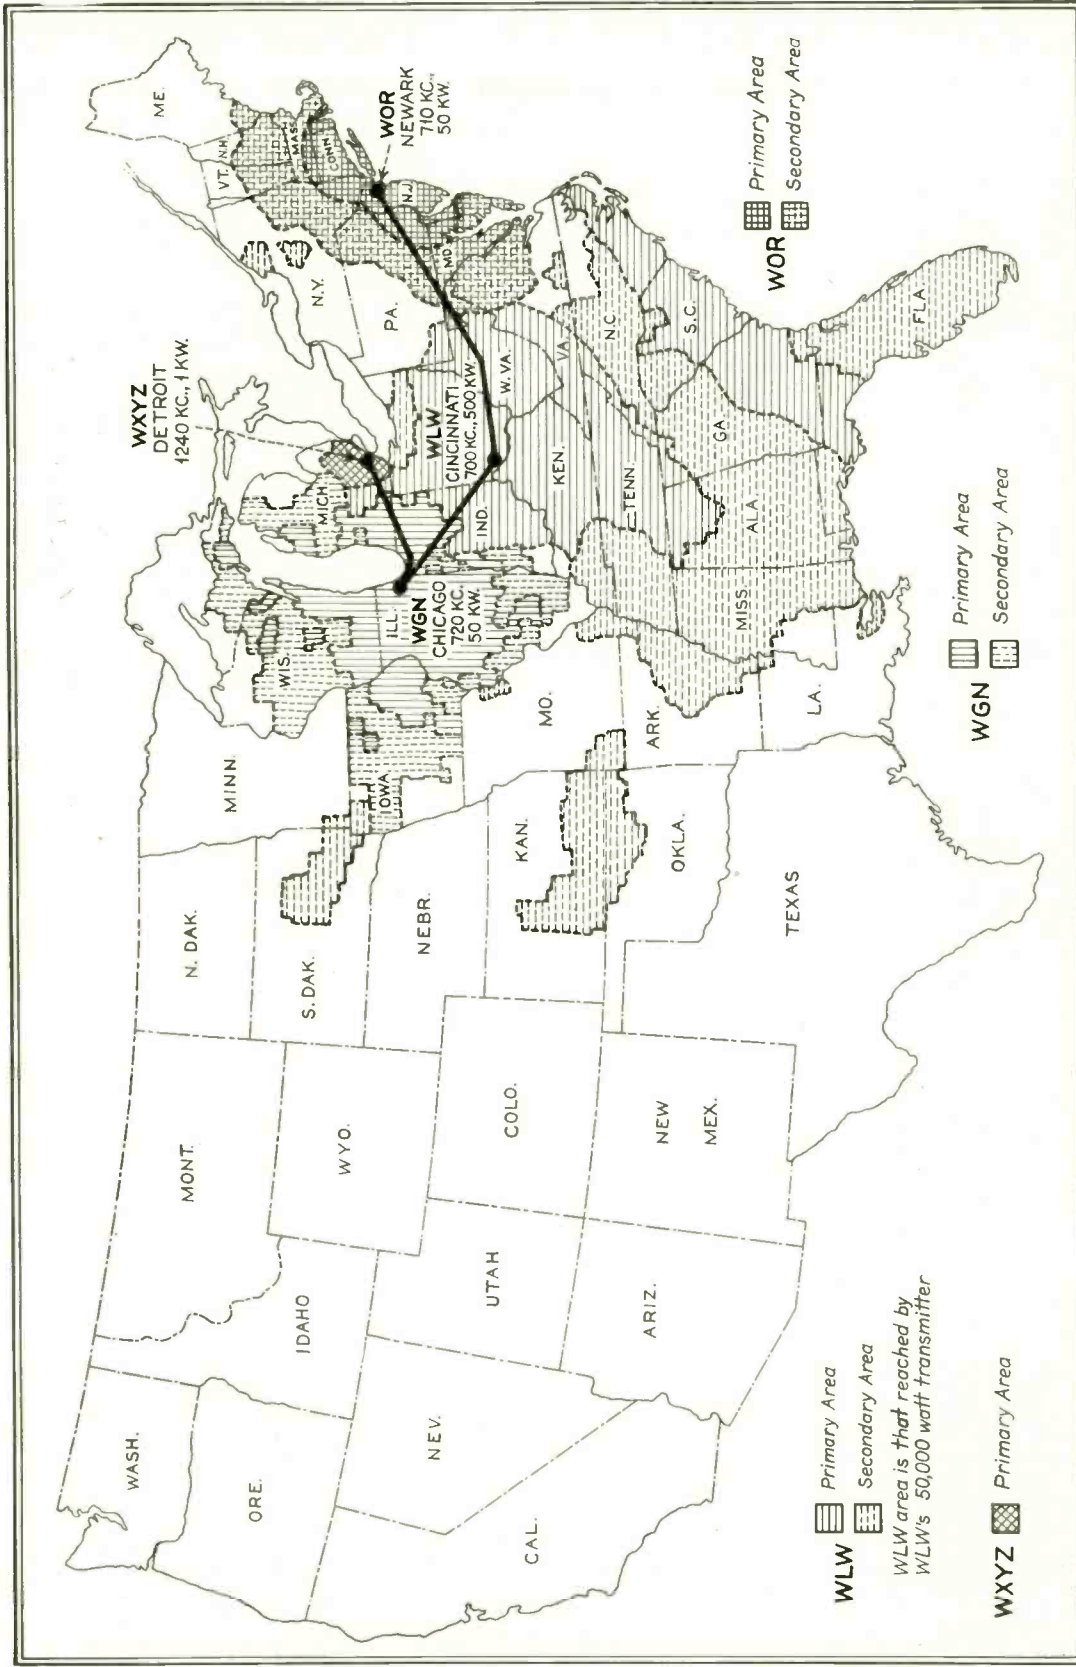 WASH.
ORE.
CAL.
NEV.
IDAHO
MONT.
WYO.
UTAH
ARIZ.
COLO.
NEW
MEX.
N. DAK.
S. DAK.
NEBR.
KAN.
OKLA.
TEXAS
MINN.
IOWA
MO.
ARK.
LA.
WIS.
ILL.
MICH.
IND.
KEN.
TENN.
MISS.
ALA.
GA.
FLA.
S.C.
N.C.
VA.
W. VA.
PA.
N.Y.
MD.
N.J.
CONN.
MASS.
VT.
N.H.
ME.
WXYZ
DETROIT
1240 KC., 1 KW.
WGN
CHICAGO
720 KC.
50 KW.
WLW
CINCINNATI
700 KC., 500 KW.
WOR
NEWARK
710 KC.,
50 KW.
WLW
Primary Area
Secondary Area
WLW area is that reached by
WLW's 50,000 watt transmitter
WXYZ Primary Area
WGN
Primary Area
Secondary Area
WOR
Primary Area
Secondary Area